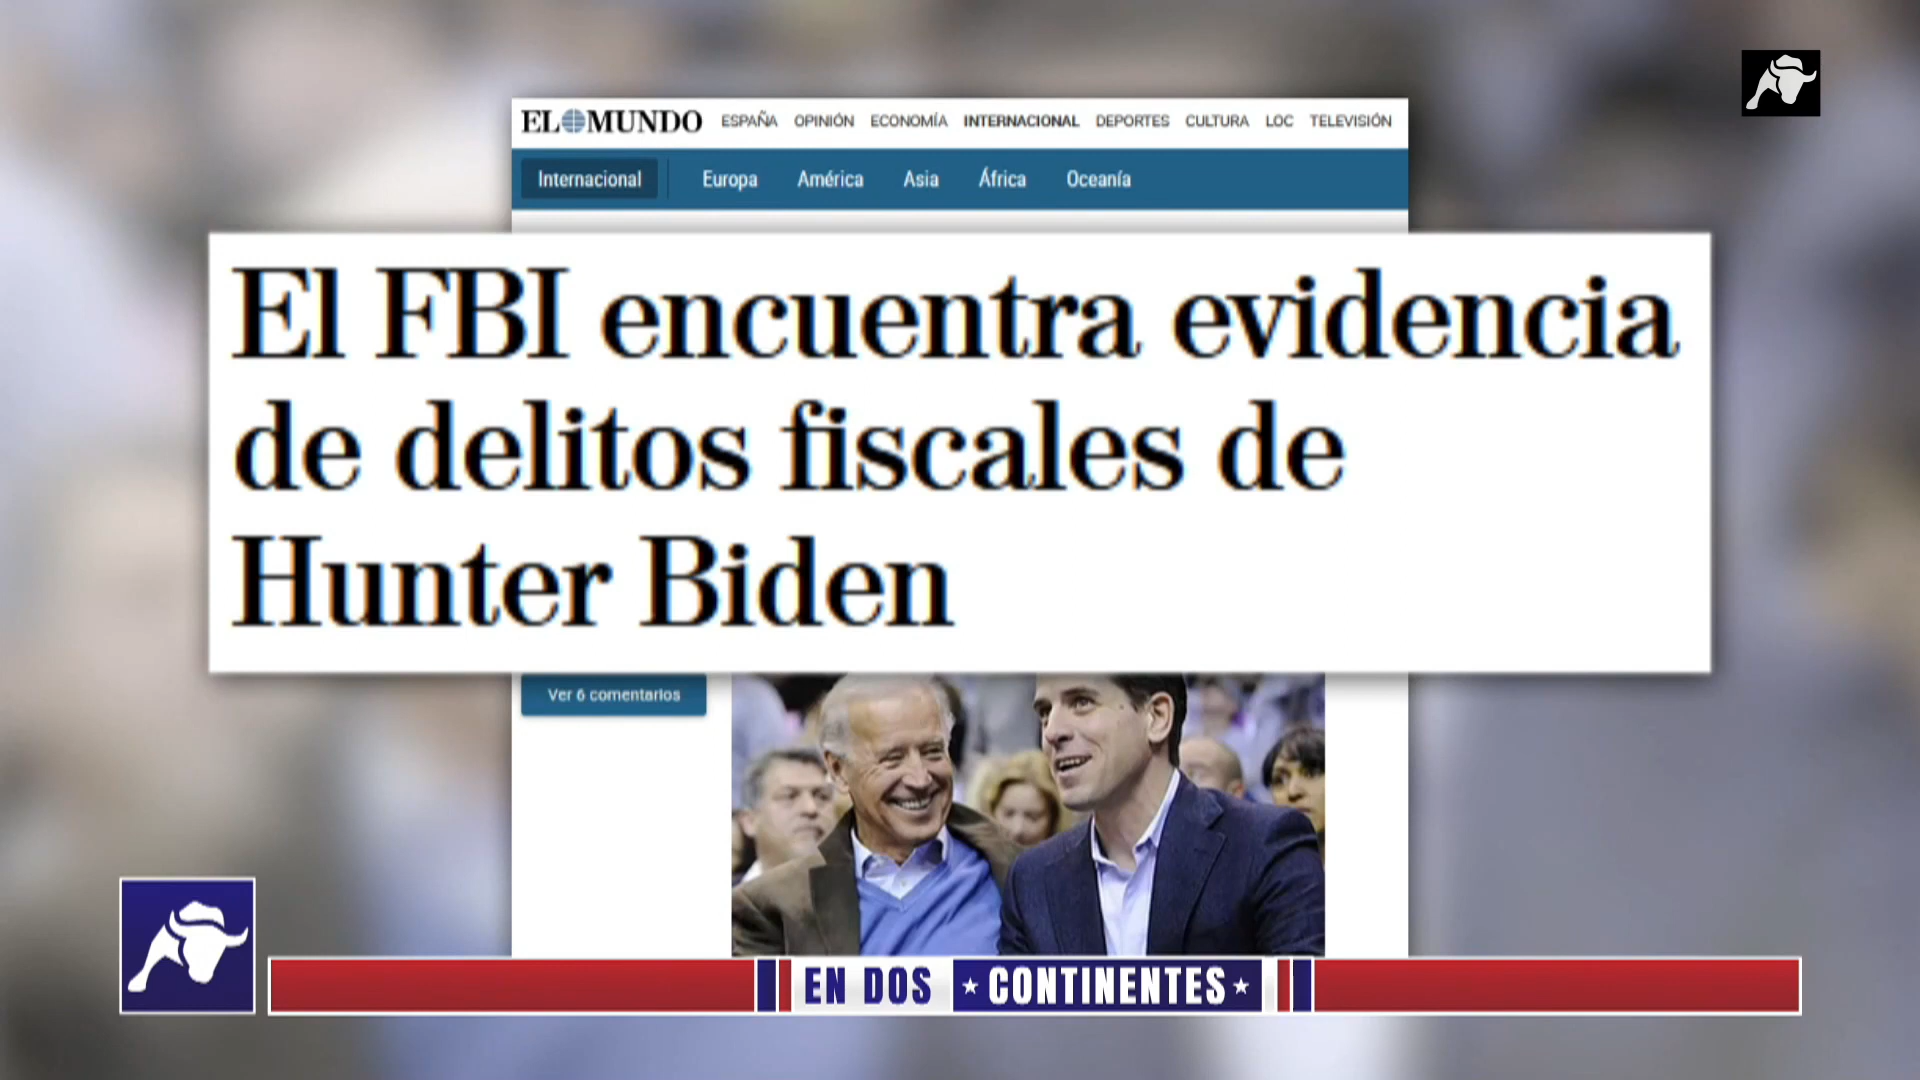 EL MUNDO ESPAÑA OPINIÓN ECONOMÍA INTERNACIONAL DEPORTES CULTURA LOC TELEVISIÓN
Internacional Europa América Asia África Oceanía
El FBI encuentra evidencia
de delitos fiscales de
Hunter Biden
Ver 6 comentarios
EN DOS CONTINENTES